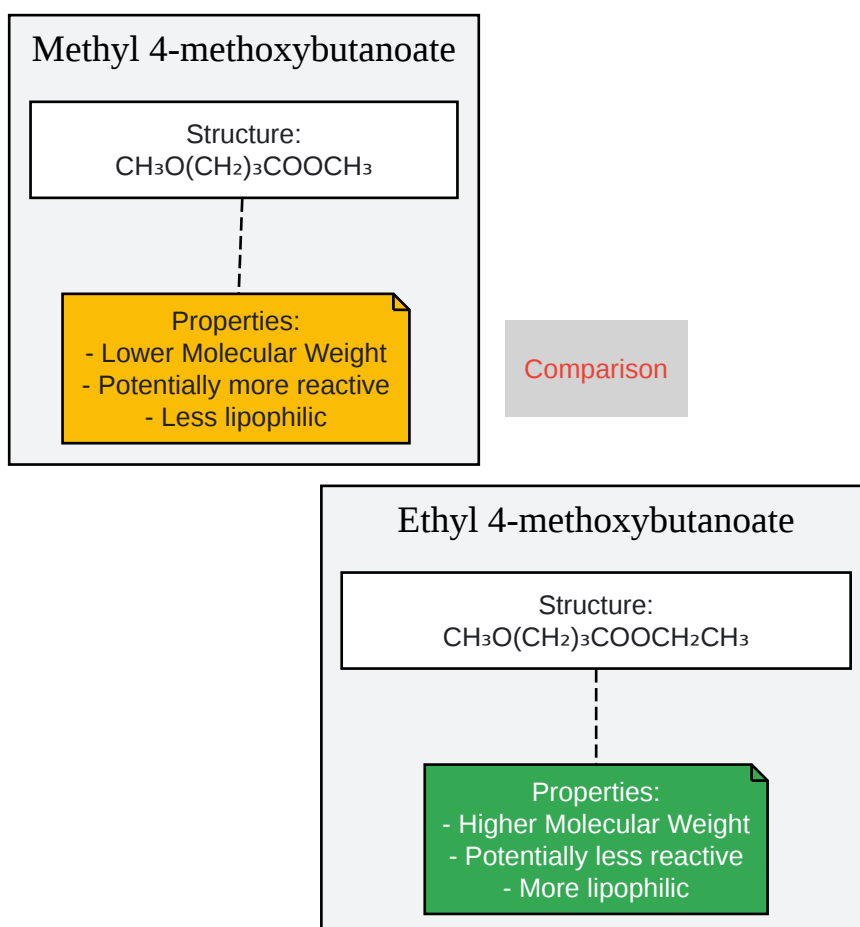 Methyl 4-methoxybutanoate
Structure:
CH₃O(CH₂)₃COOCH₃
Properties:
- Lower Molecular Weight
- Potentially more reactive
- Less lipophilic
Comparison
Ethyl 4-methoxybutanoate
Structure:
CH₃O(CH₂)₃COOCH₂CH₃
Properties:
- Higher Molecular Weight
- Potentially less reactive
- More lipophilic